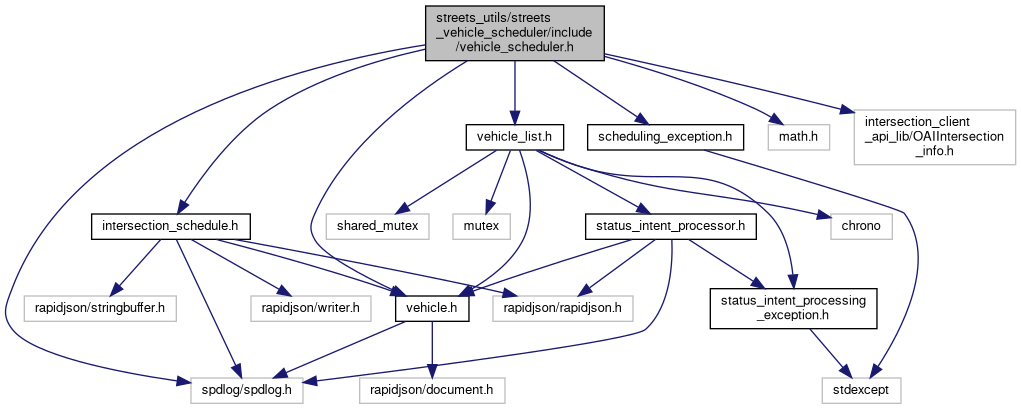 streets_utils/streets
_vehicle_scheduler/include
/vehicle_scheduler.h
vehicle_list.h
scheduling_exception.h
math.h
intersection_client
_api_lib/OAIIntersection
_info.h
intersection_schedule.h
shared_mutex
mutex
status_intent_processor.h
chrono
rapidjson/stringbuffer.h
rapidjson/writer.h
vehicle.h
rapidjson/rapidjson.h
status_intent_processing
_exception.h
spdlog/spdlog.h
rapidjson/document.h
stdexcept